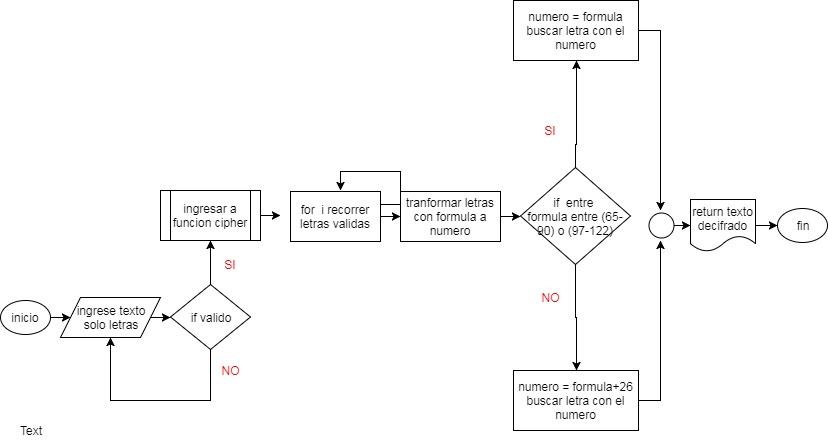 inicio
ingrese texto
solo letras
if valido
SI
NO
ingresar a
funcion cipher
for i recorrer
letras validas
tranformar letras
con formula a
numero
if entre
formula entre (65-
90) o (97-122)
SI
numero = formula
buscar letra con el
numero
NO
numero = formula+26
buscar letra con el
numero
return texto
decifrado
fin
Text